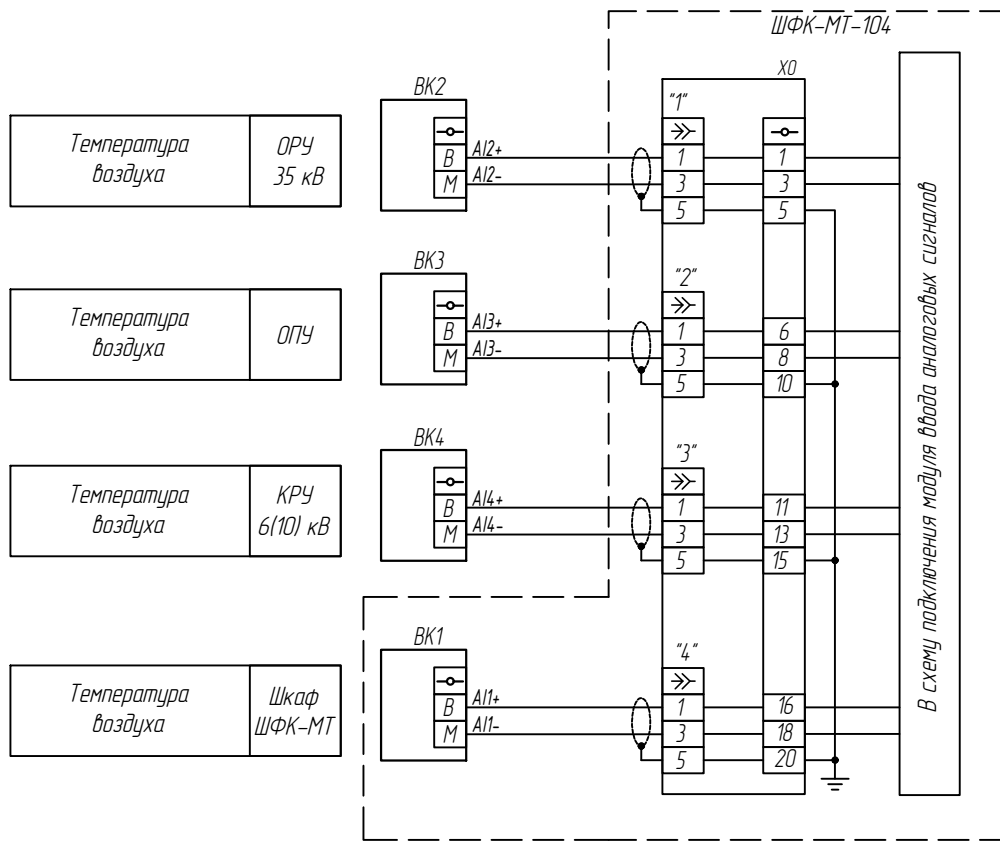 ШФК-МТ-104
Х0
Температура
воздуха
ОРУ
35 кВ
ВК2
В
М
AI2+
AI2-
"1"
1
3
5
1
3
5
Температура
воздуха
ОПУ
ВК3
В
М
AI3+
AI3-
"2"
1
3
5
6
8
10
Температура
воздуха
КРУ
6(10) кВ
ВК4
В
М
AI4+
AI4-
"3"
1
3
5
11
13
15
Температура
воздуха
Шкаф
ШФК-МТ
ВК1
В
М
AI1+
AI1-
"4"
1
3
5
16
18
20
В схему подключения модуля ввода аналоговых сигналов